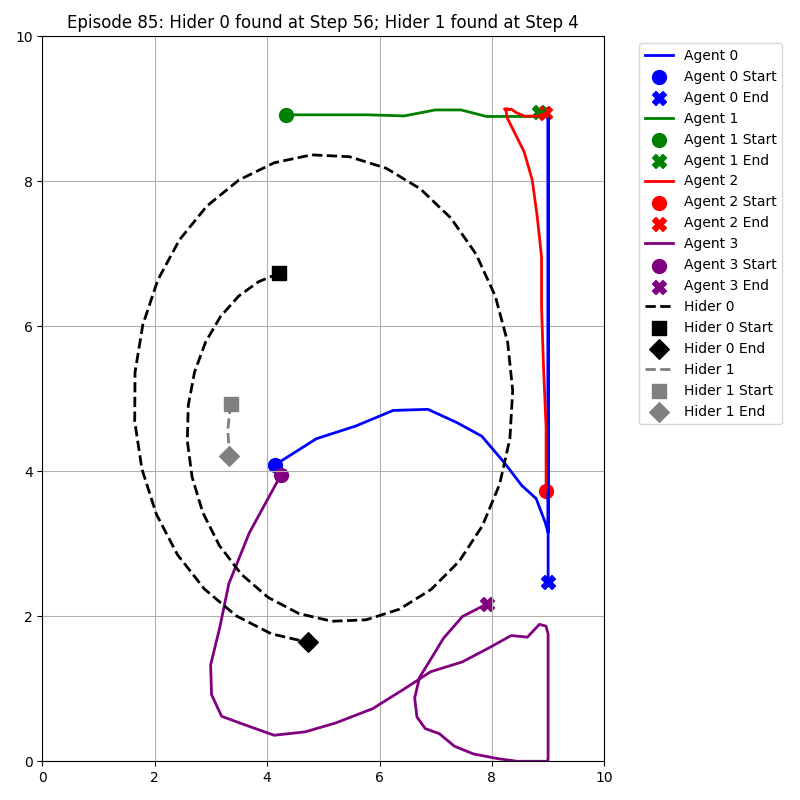 Episode 85: Hider 0 found at Step 56; Hider 1 found at Step 4
10
8
6
4
2
0
0
2
4
6
8
10
Agent 0
Agent 0 Start
Agent 0 End
Agent 1
Agent 1 Start
Agent 1 End
Agent 2
Agent 2 Start
Agent 2 End
Agent 3
Agent 3 Start
Agent 3 End
Hider 0
Hider 0 Start
Hider 0 End
Hider 1
Hider 1 Start
Hider 1 End